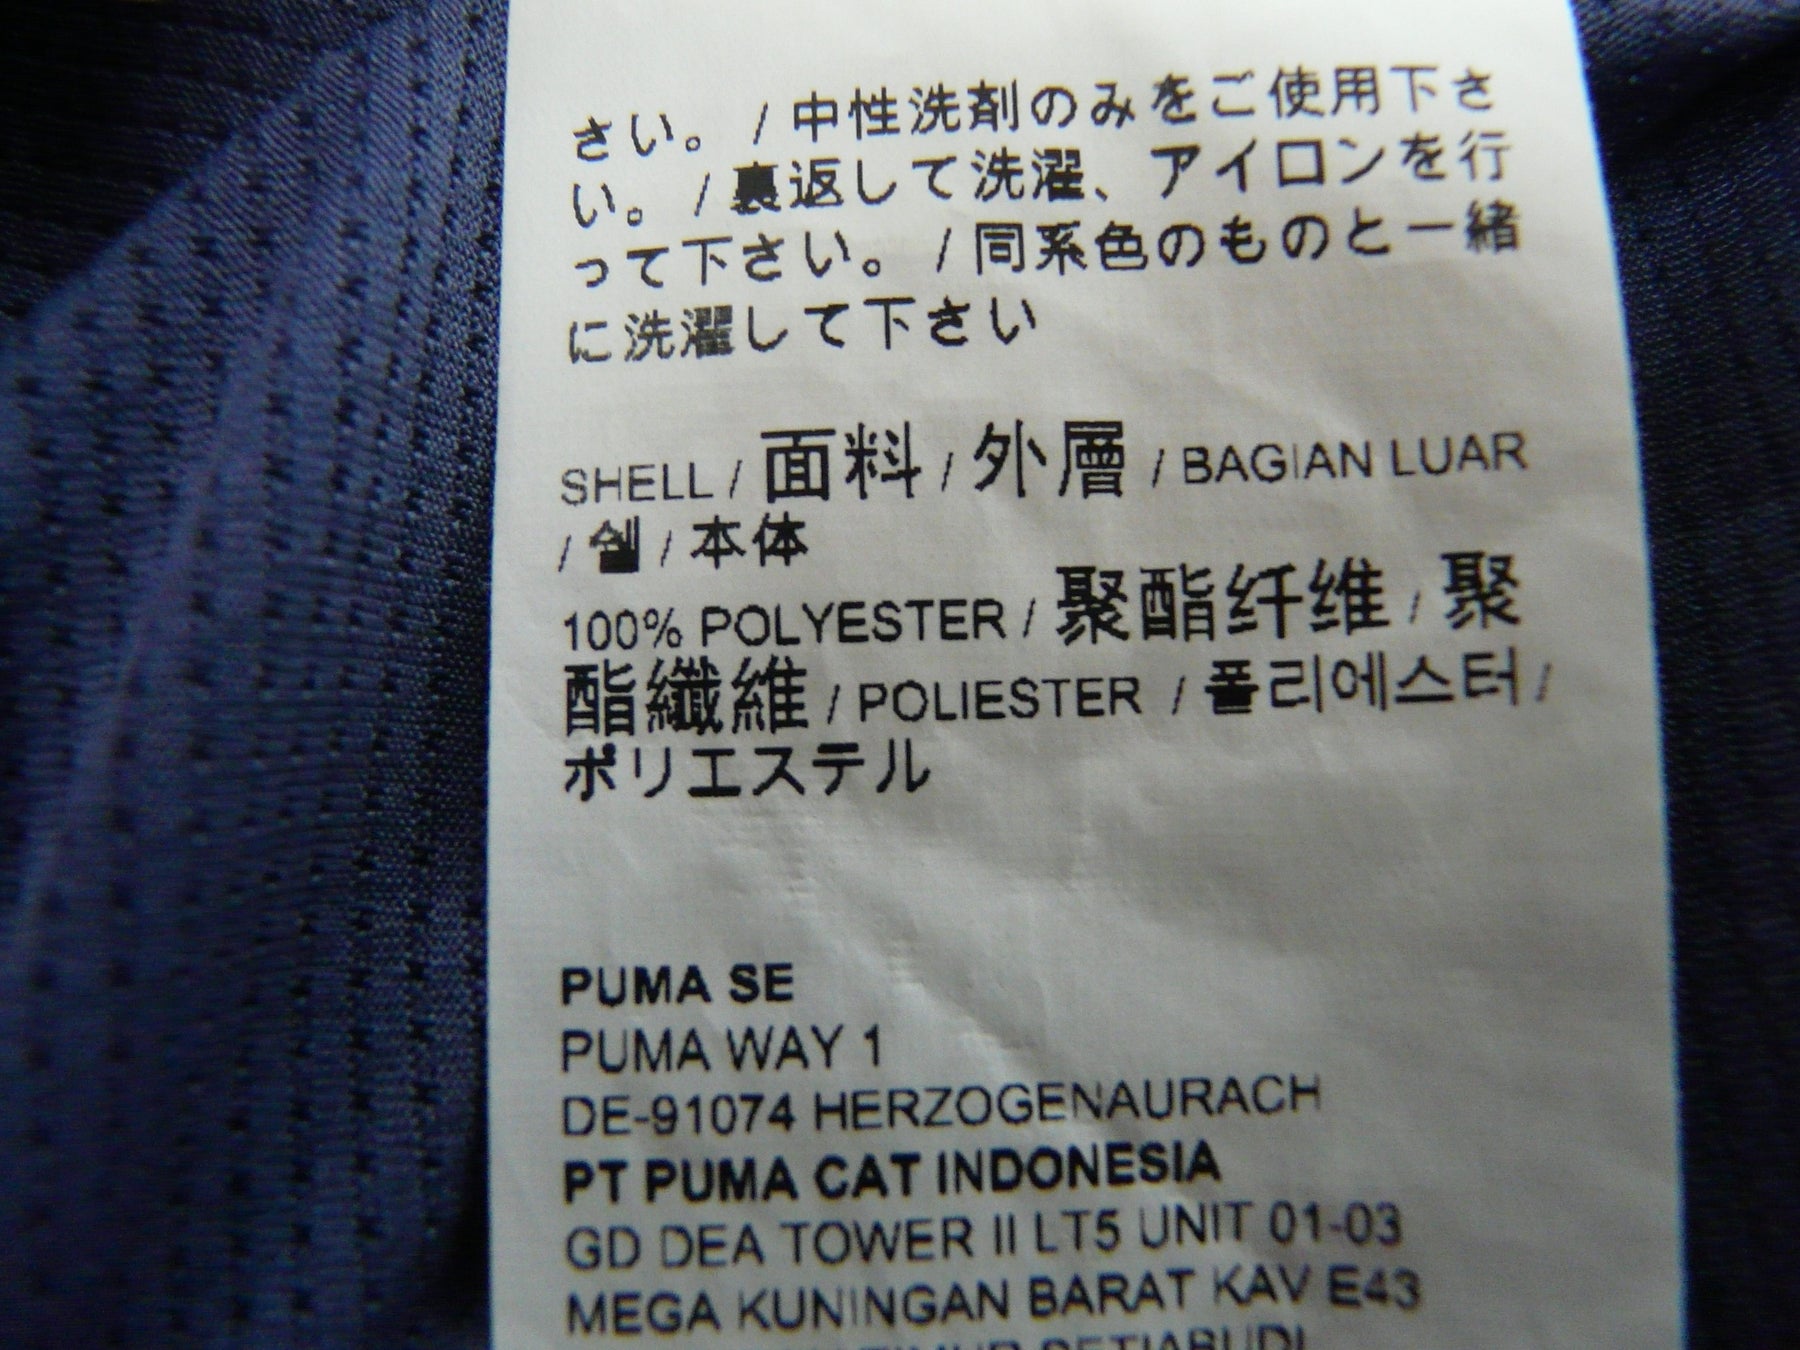 さい。 / 中性洗剤のみをご使用下さ
い。 / 裏返して洗濯、アイロンを行
って下さい。 / 同系色のものと一緒
に洗濯して下さい
SHELL / 面料 / 外層 / BAGIAN LUAR
/ 쉘 / 本体
100% POLYESTER / 聚酯纤维 / 聚
酯纖維 / POLIESTER / 폴리에스터 /
ポリエステル
PUMA SE
PUMA WAY 1
DE-91074 HERZOGENAURACH
PT PUMA CAT INDONESIA
GD DEA TOWER II LT5 UNIT 01-03
MEGA KUNINGAN BARAT KAV E43
SETIABUDI